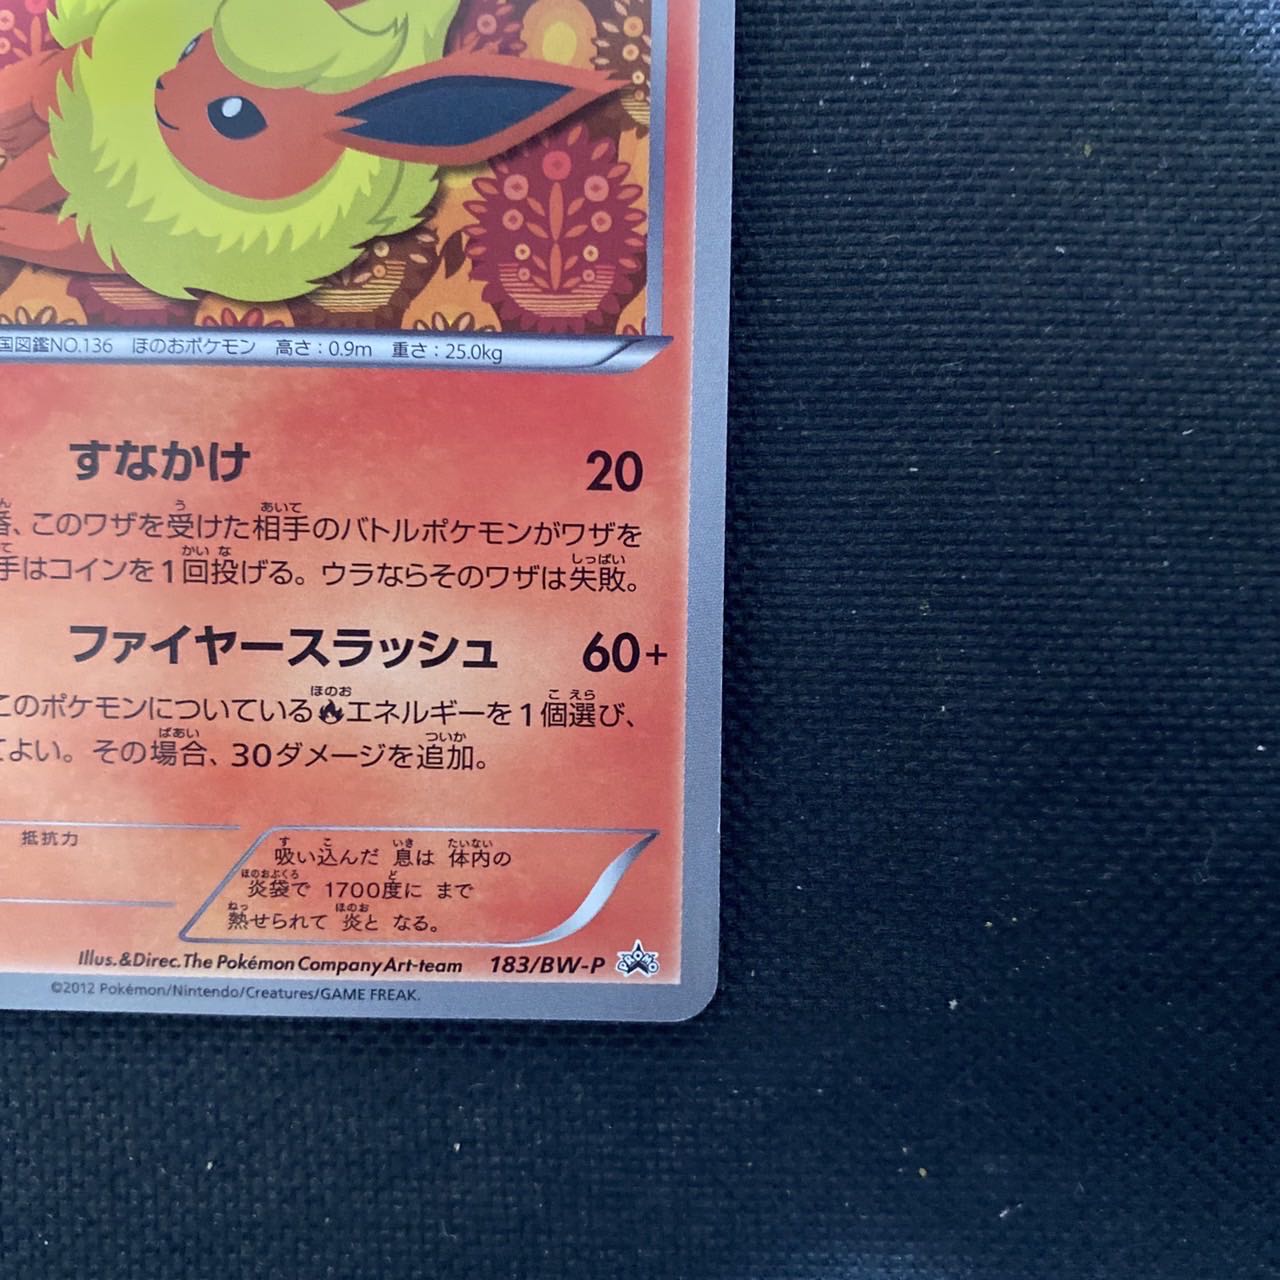 国図鑑NO.136 ほのおポケモン 高さ:0.9m 重さ:25.0kg
すなかけ 20
番、このワザを受けた相手のバトルポケモンがワザを
手はコインを1回投げる。ウラならそのワザは失敗。
ファイヤースラッシュ 60+
このポケモンについているエネルギーを1個選び、
てよい。その場合、30ダメージを追加。
抵抗力
吸い込んだ 息は 体内の
炎袋で 1700度に まで
熱せられて 炎と なる。
Illus.&Direc.The Pokémon Company Art-team 183/BW-P PROMO
©2012 Pokémon/Nintendo/Creatures/GAME FREAK.